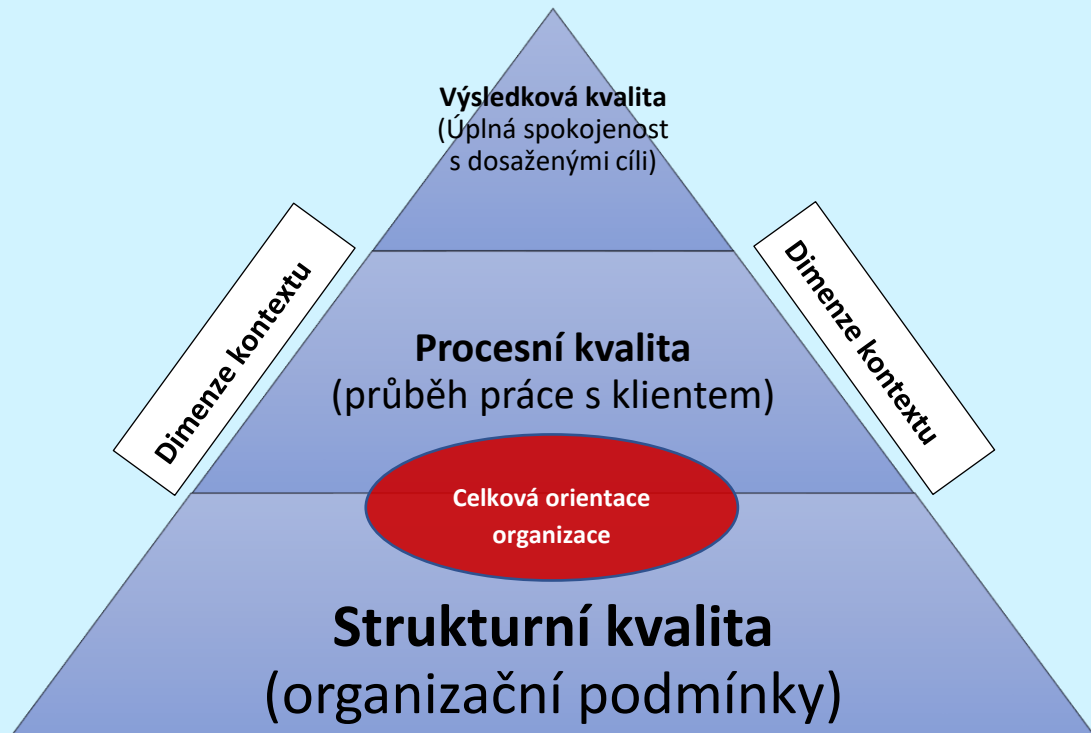 Výsledková kvalita
(Úplná spokojenost
s dosaženými cíli)
Dimenze kontextu
Dimenze kontextu
Procesní kvalita
(průběh práce s klientem)
Celková orientace
organizace
Strukturní kvalita
(organizační podmínky)